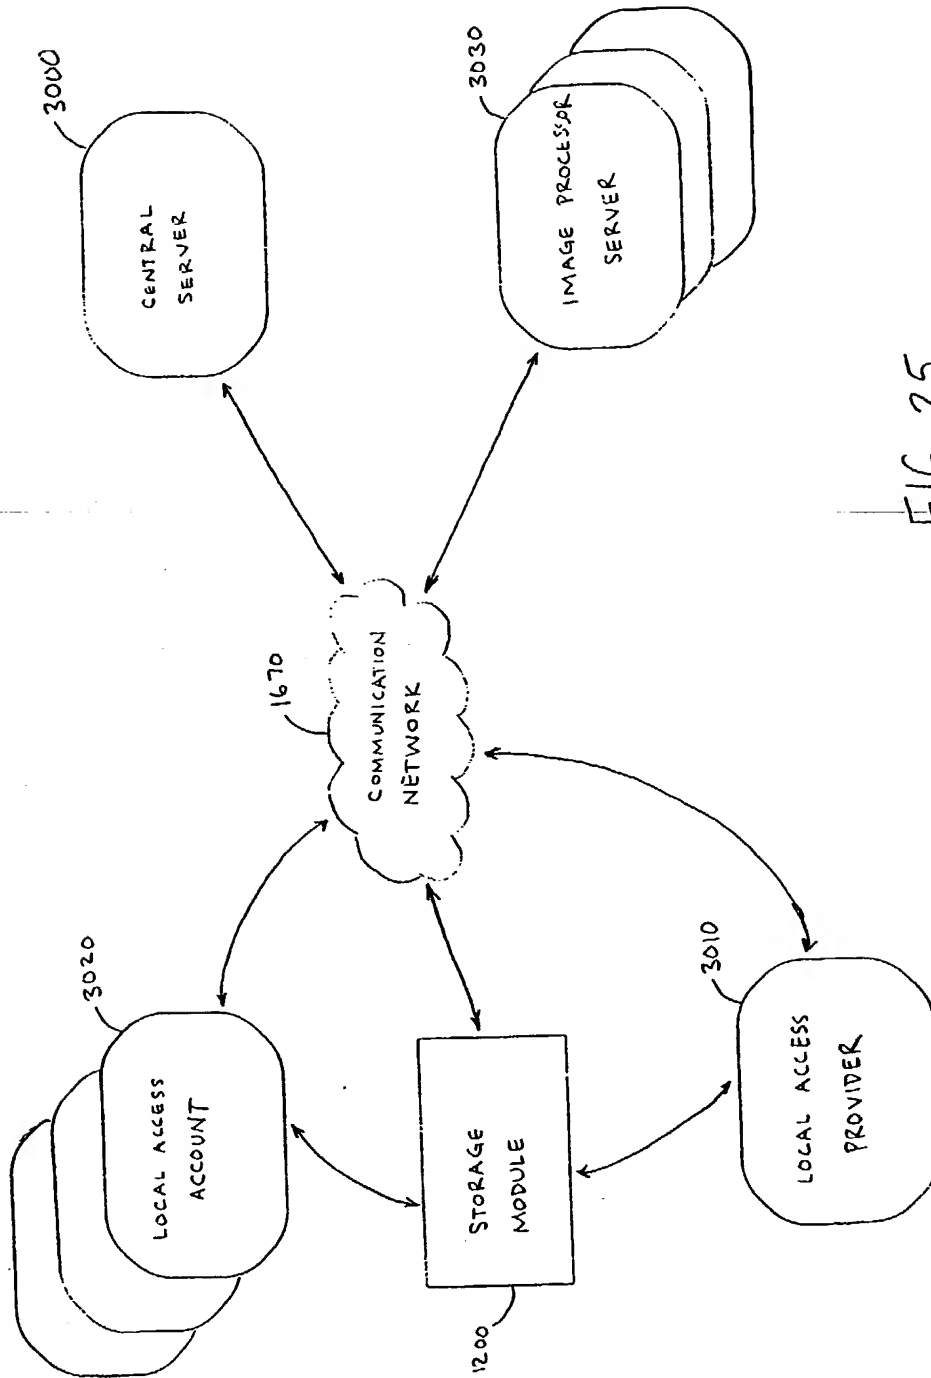 3020
LOCAL ACCESS
ACCOUNT
3000
CENTRAL
SERVER
1670
COMMUNICATION
NETWORK
STORAGE
MODULE
1200
3030
IMAGE PROCESSOR
SERVER
3010
LOCAL ACCESS
PROVIDER
FIG. 25